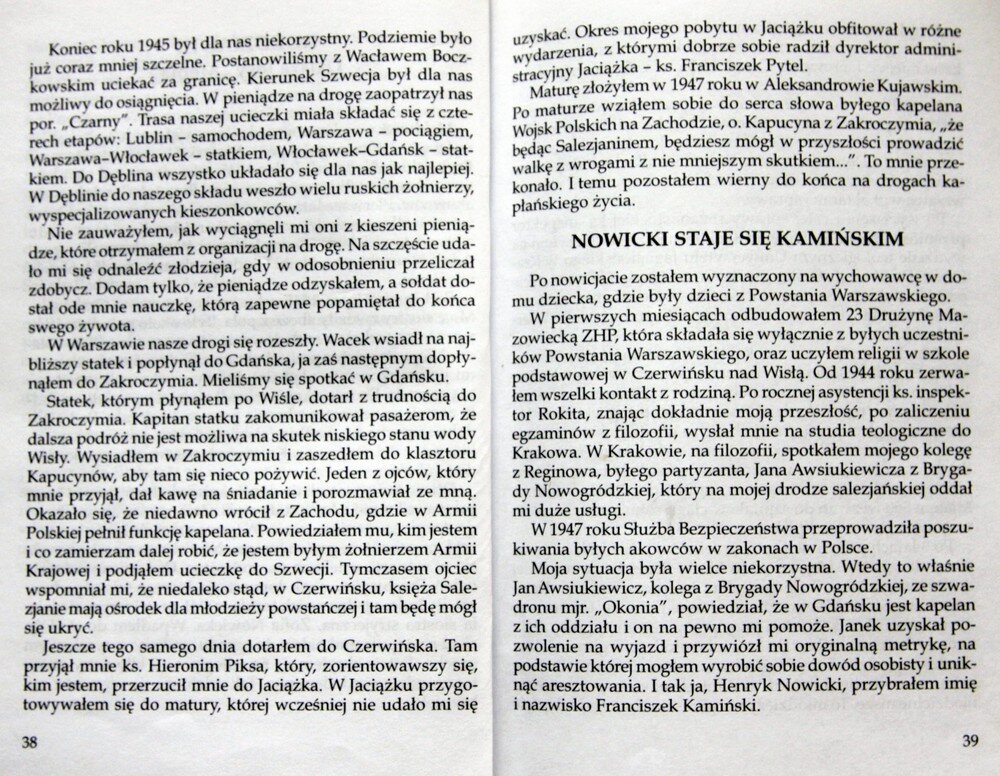 Koniec roku 1945 był dla nas niekorzystny. Podziemie było
już coraz mniej szczelne. Postanowiliśmy z Wacławem Bocz-
kowskim uciekać za granicę. Kierunek Szwecja był dla nas
możliwy do osiągnięcia. W pieniądze na drogę zaopatrzył nas
por. „Czarny". Trasa naszej ucieczki miała składać się z czte-
rech etapów: Lublin – samochodem, Warszawa – pociągiem,
Warszawa–Włocławek – statkiem, Włocławek–Gdańsk – stat-
kiem. Do Dęblina wszystko układało się dla nas jak najlepiej.
W Dęblinie do naszego składu weszło wielu ruskich żołnierzy,
wyspecjalizowanych kieszonkowców.
Nie zauważyłem, jak wyciągnęli mi oni z kieszeni pienią-
dze, które otrzymałem z organizacji na drogę. Na szczęście uda-
ło mi się odnaleźć złodzieja, gdy w odosobnieniu przeliczał
zdobycz. Dodam tylko, że pieniądze odzyskałem, a sołdat do-
stał ode mnie nauczkę, którą zapewne popamiętał do końca
swego żywota.
W Warszawie nasze drogi się rozeszły. Wacek wsiadł na naj-
bliższy statek i popłynął do Gdańska, ja zaś następnym dopły-
nąłem do Zakroczymia. Mieliśmy się spotkać w Gdańsku.
Statek, którym płynąłem po Wiśle, dotarł z trudnością do
Zakroczymia. Kapitan statku zakomunikował pasażerom, że
dalsza podróż nie jest możliwa na skutek niskiego stanu wody
Wisły. Wysiadłem w Zakroczymiu i zaszedłem do klasztoru
Kapucynów, aby tam się nieco pożywić. Jeden z ojców, który
mnie przyjął, dał kawę na śniadanie i porozmawiał ze mną.
Okazało się, że niedawno wrócił z Zachodu, gdzie w Armii
Polskiej pełnił funkcję kapelana. Powiedziałem mu, kim jestem
i co zamierzam dalej robić, że jestem byłym żołnierzem Armii
Krajowej i podjąłem ucieczkę do Szwecji. Tymczasem ojciec
wspomniał mi, że niedaleko stąd, w Czerwińsku, księża Sale-
zjanie mają ośrodek dla młodzieży powstańczej i tam będę mógł
się ukryć.
Jeszcze tego samego dnia dotarłem do Czerwińska. Tam
przyjął mnie ks. Hieronim Piksa, który, zorientowawszy się,
kim jestem, przerzucił mnie do Jaciążka. W Jaciążku przygo-
towywałem się do matury, której wcześniej nie udało mi się
38
uzyskać. Okres mojego pobytu w Jaciążku obfitował w różne
wydarzenia, z którymi dobrze sobie radził dyrektor admini-
stracyjny Jaciążka – ks. Franciszek Pytel.
Maturę złożyłem w 1947 roku w Aleksandrowie Kujawskim.
Po maturze wziąłem sobie do serca słowa byłego kapelana
Wojsk Polskich na Zachodzie, o. Kapucyna z Zakroczymia, „że
będąc Salezjaninem, będziesz mógł w przyszłości prowadzić
walkę z wrogami z nie mniejszym skutkiem...". To mnie prze-
konało. I temu pozostałem wierny do końca na drogach ka-
płańskiego życia.
NOWICKI STAJE SIĘ KAMIŃSKIM
Po nowicjacie zostałem wyznaczony na wychowawcę w do-
mu dziecka, gdzie były dzieci z Powstania Warszawskiego.
W pierwszych miesiącach odbudowałem 23 Drużynę Ma-
zowiecką ZHP, która składała się wyłącznie z byłych uczestni-
ków Powstania Warszawskiego, oraz uczyłem religii w szkole
podstawowej w Czerwińsku nad Wisłą. Od 1944 roku zerwa-
łem wszelki kontakt z rodziną. Po rocznej asystencji ks. inspek-
tor Rokita, znając dokładnie moją przeszłość, po zaliczeniu
egzaminów z filozofii, wysłał mnie na studia teologiczne do
Krakowa. W Krakowie, na filozofii, spotkałem mojego kolegę
z Reginowa, byłego partyzanta, Jana Awsiukiewicza z Bryga-
dy Nowogródzkiej, który na mojej drodze salezjańskiej oddał
mi duże usługi.
W 1947 roku Służba Bezpieczeństwa przeprowadziła poszu-
kiwania byłych akowców w zakonach w Polsce.
Moja sytuacja była wielce niekorzystna. Wtedy to właśnie
Jan Awsiukiewicz, kolega z Brygady Nowogródzkiej, ze szwa-
dronu mjr. „Okonia", powiedział, że w Gdańsku jest kapelan
z ich oddziału i on na pewno mi pomoże. Janek uzyskał po-
zwolenie na wyjazd i przywiózł mi oryginalną metrykę, na
podstawie której mogłem wyrobić sobie dowód osobisty i unik-
nąć aresztowania. I tak ja, Henryk Nowicki, przybrałem imię
i nazwisko Franciszek Kamiński.
39